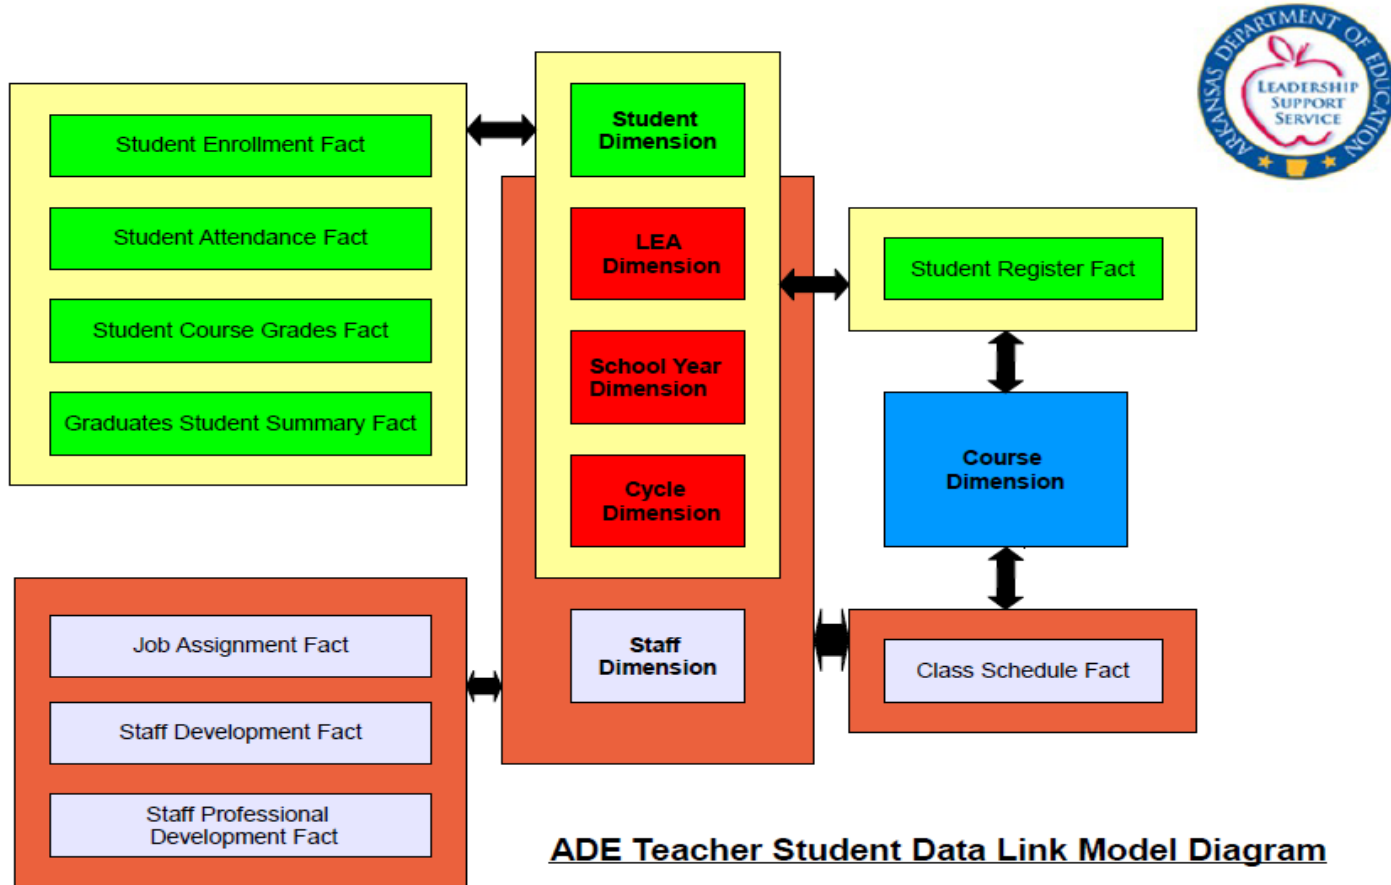 ARKANSAS DEPARTMENT OF EDUCATION
LEADERSHIP
SUPPORT
SERVICE
Student Enrollment Fact
Student Attendance Fact
Student Course Grades Fact
Graduates Student Summary Fact
Student
Dimension
LEA
Dimension
School Year
Dimension
Cycle
Dimension
Staff
Dimension
Student Register Fact
Course
Dimension
Class Schedule Fact
Job Assignment Fact
Staff Development Fact
Staff Professional
Development Fact
ADE Teacher Student Data Link Model Diagram